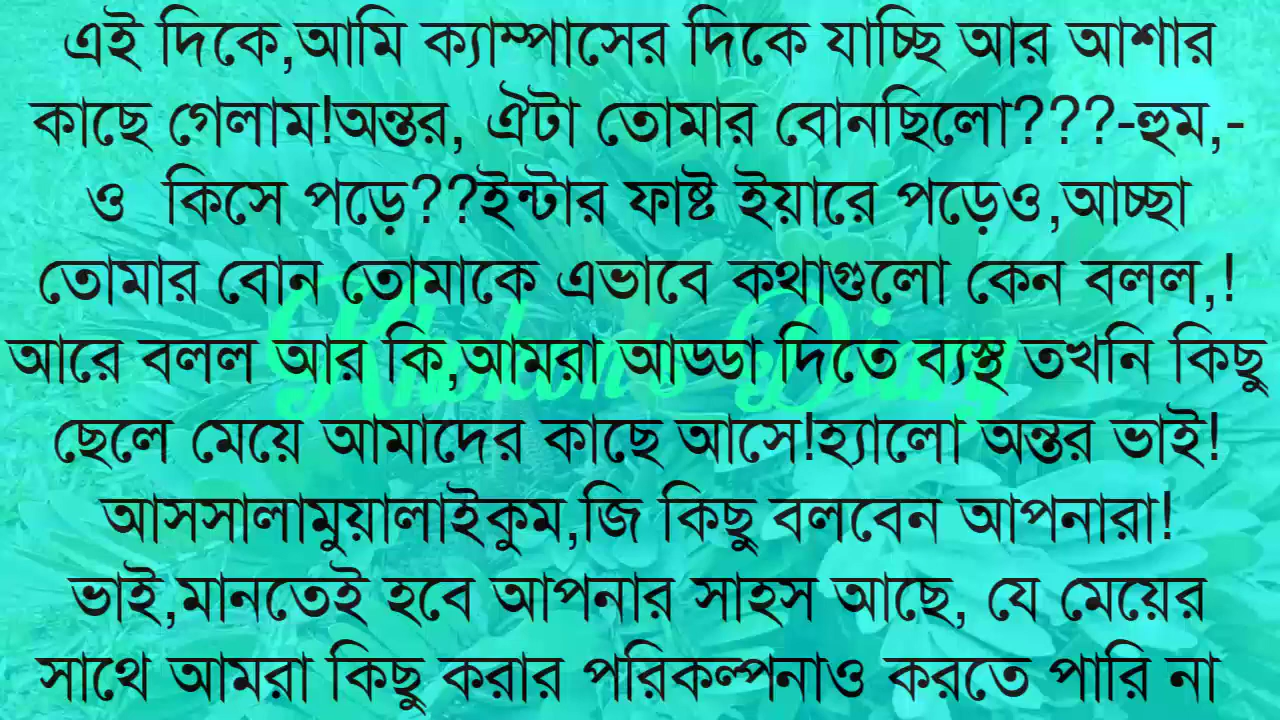 এই দিকে,আমি ক্যাম্পাসের দিকে যাচ্ছি আর আশার
কাছে গেলাম!অন্তর, ঐটা তোমার বোনছিলো???-হুম,-
ও কিসে পড়ে??ইন্টার ফাষ্ট ইয়ারে পড়েও,আচ্ছা
তোমার বোন তোমাকে এভাবে কথাগুলো কেন বলল,!
আরে বলল আর কি,আমরা আড্ডা দিতে ব্যস্থ তখনি কিছু
ছেলে মেয়ে আমাদের কাছে আসে!হ্যালো অন্তর ভাই!
আসসালামুয়ালাইকুম,জি কিছু বলবেন আপনারা!
ভাই,মানতেই হবে আপনার সাহস আছে, যে মেয়ের
সাথে আমরা কিছু করার পরিকল্পনাও করতে পারি না